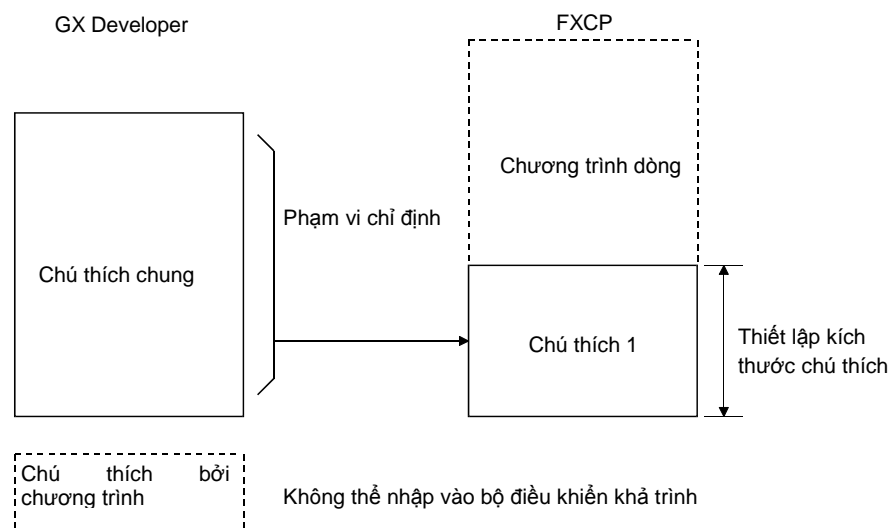 GX Developer
FXCP
Chương trình dòng
Phạm vi chỉ định
Chú thích chung
Chú thích 1
Thiết lập kích
thước chú thích
Chú thích bởi
chương trình
Không thể nhập vào bộ điều khiển khả trình